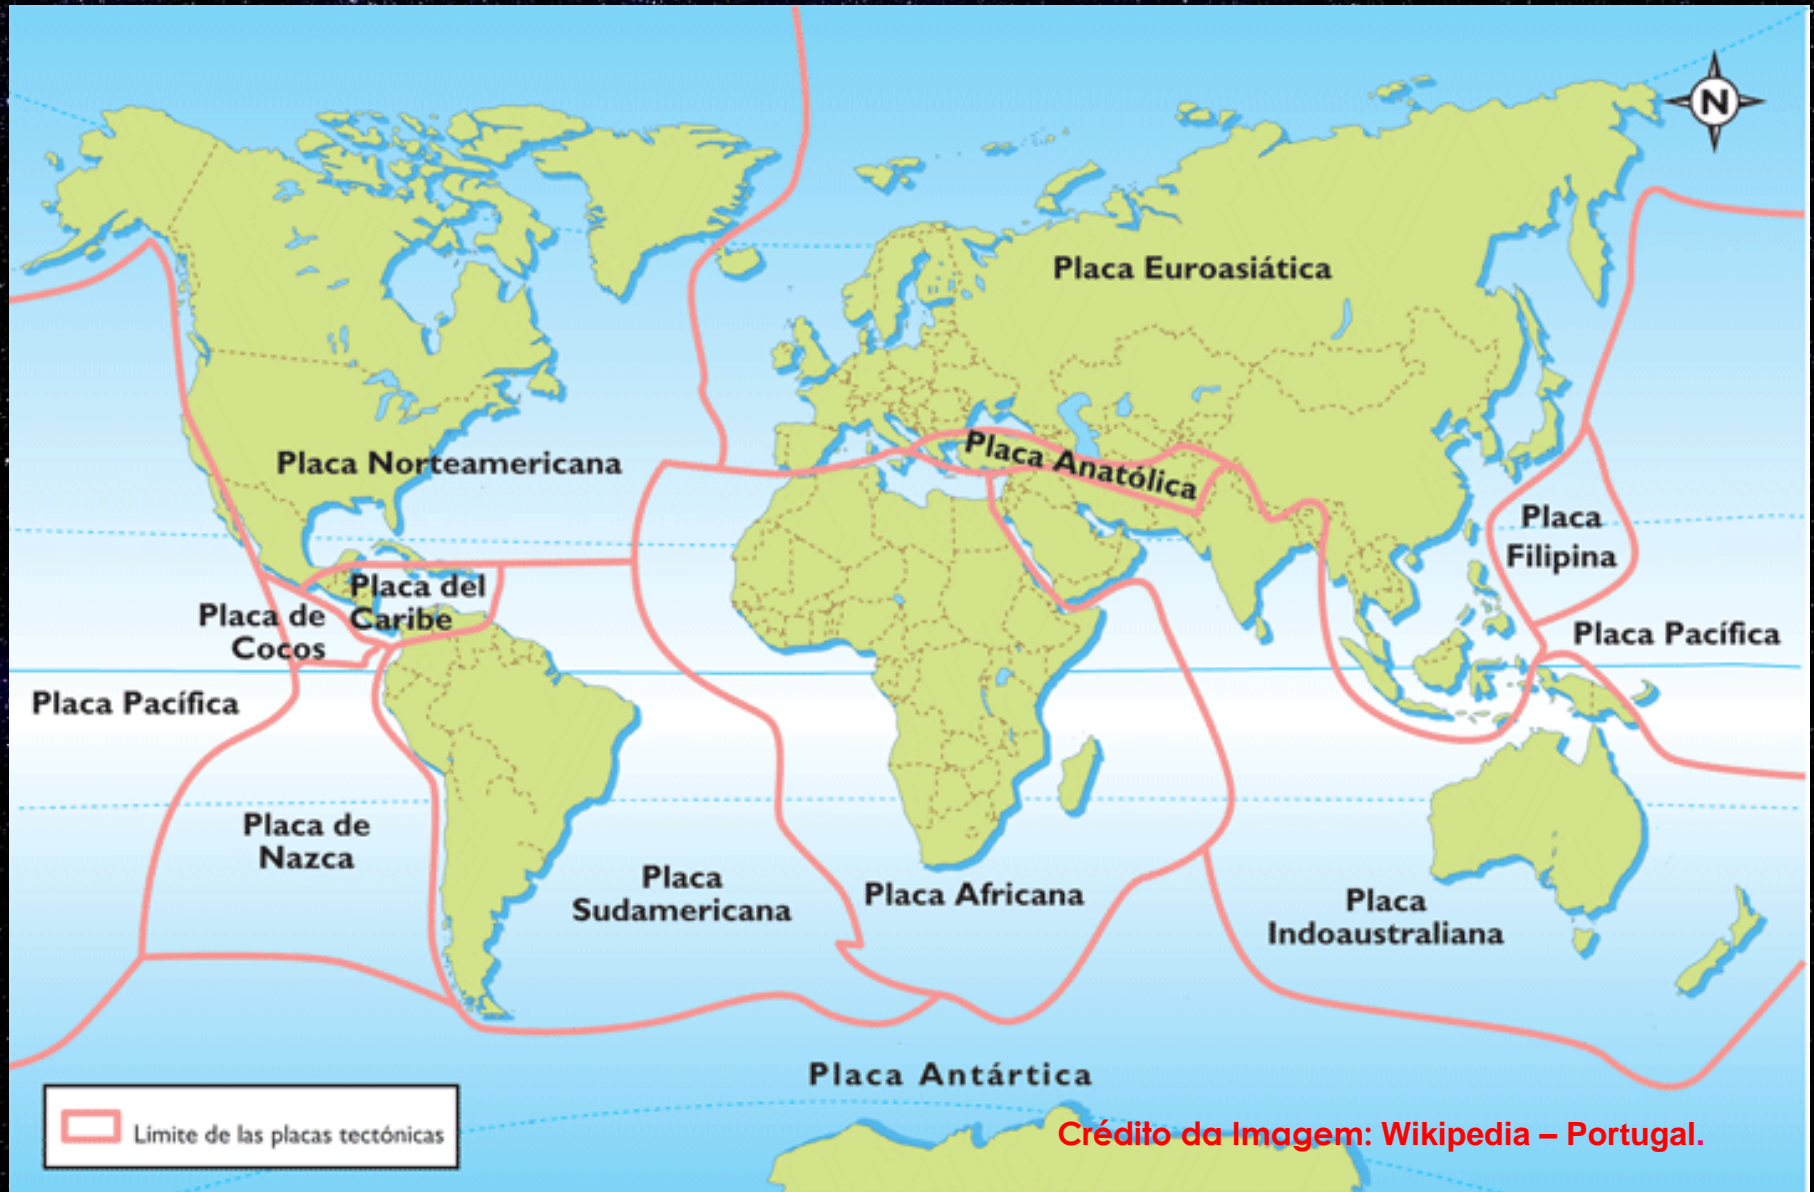 N
Placa Euroasiática
Placa Norteamericana
Placa Anatólica
Placa
Filipina
Placa del
Caribe
Placa de
Cocos
Placa Pacífica
Placa Pacífica
Placa de
Nazca
Placa
Sudamericana
Placa Africana
Placa
Indoaustraliana
Placa Antártica
Limite de las placas tectónicas
Crédito da Imagem: Wikipedia – Portugal.